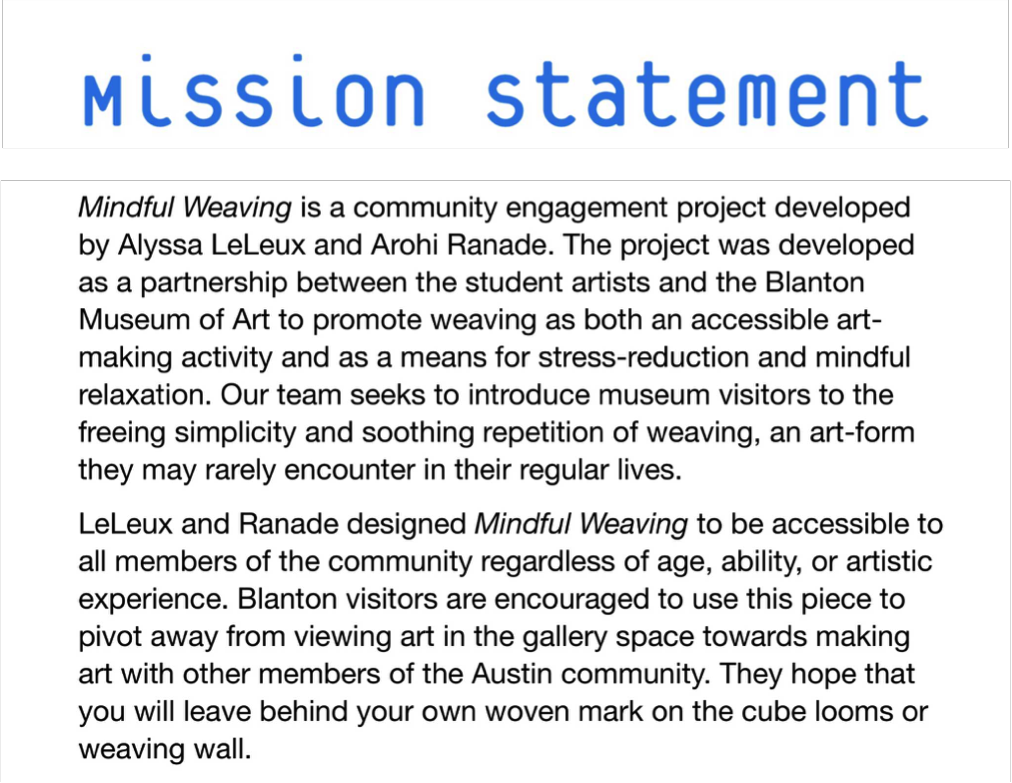 Mission statement
Mindful Weaving is a community engagement project developed
by Alyssa LeLeux and Arohi Ranade. The project was developed
as a partnership between the student artists and the Blanton
Museum of Art to promote weaving as both an accessible art-
making activity and as a means for stress-reduction and mindful
relaxation. Our team seeks to introduce museum visitors to the
freeing simplicity and soothing repetition of weaving, an art-form
they may rarely encounter in their regular lives.
LeLeux and Ranade designed Mindful Weaving to be accessible to
all members of the community regardless of age, ability, or artistic
experience. Blanton visitors are encouraged to use this piece to
pivot away from viewing art in the gallery space towards making
art with other members of the Austin community. They hope that
you will leave behind your own woven mark on the cube looms or
weaving wall.